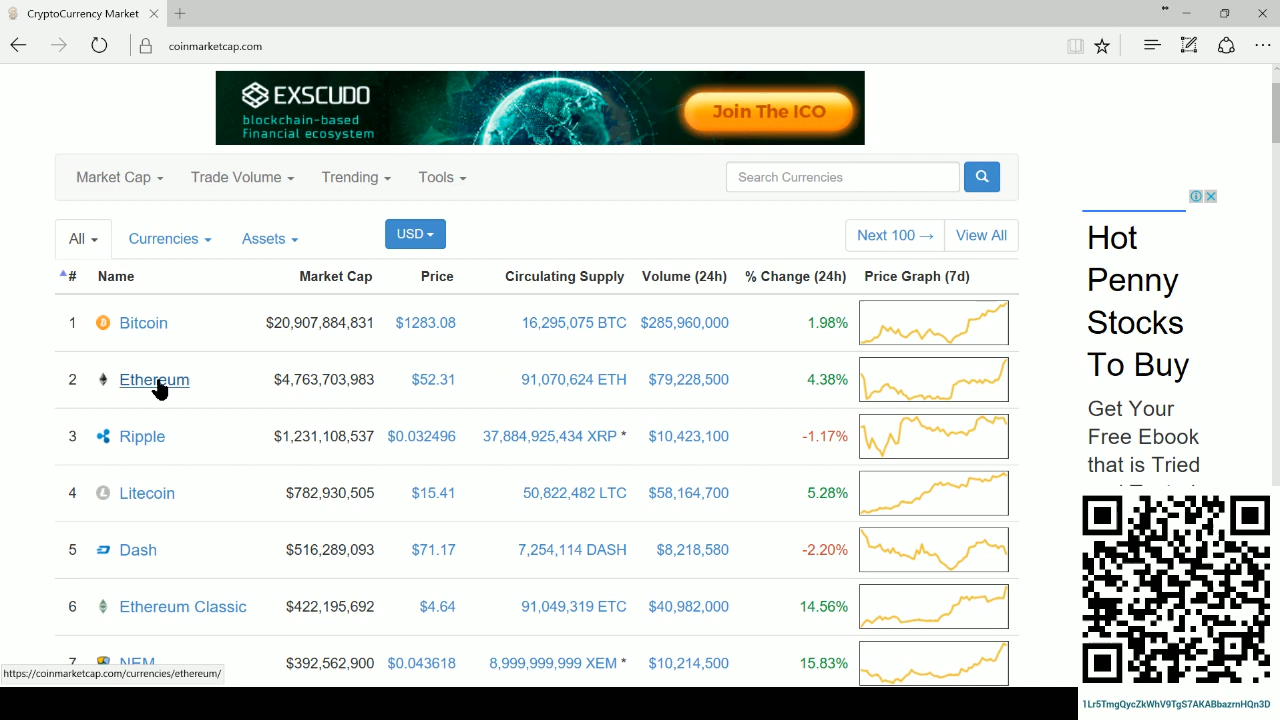 CryptoCurrency Market
coinmarketcap.com
EXSCUDO
blockchain-based
financial ecosystem
Join The ICO
Market Cap Trade Volume Trending Tools Search Currencies
All Currencies Assets USD Next 100 → View All
# Name Market Cap Price Circulating Supply Volume (24h) % Change (24h) Price Graph (7d)
1 Bitcoin $20,907,884,831 $1283.08 16,295,075 BTC $285,960,000 1.98%
2 Ethereum $4,763,703,983 $52.31 91,070,624 ETH $79,228,500 4.38%
3 Ripple $1,231,108,537 $0.032496 37,884,925,434 XRP * $10,423,100 -1.17%
4 Litecoin $782,930,505 $15.41 50,822,482 LTC $58,164,700 5.28%
5 Dash $516,289,093 $71.17 7,254,114 DASH $8,218,580 -2.20%
6 Ethereum Classic $422,195,692 $4.64 91,049,319 ETC $40,982,000 14.56%
7 NEM $392,562,900 $0.043618 8,999,999,999 XEM * $10,214,500 15.83%
https://coinmarketcap.com/currencies/ethereum/
Hot
Penny
Stocks
To Buy
Get Your
Free Ebook
that is Tried
1Lr5TmgQycZkWhV9TgS7AKABbazrnHQn3D